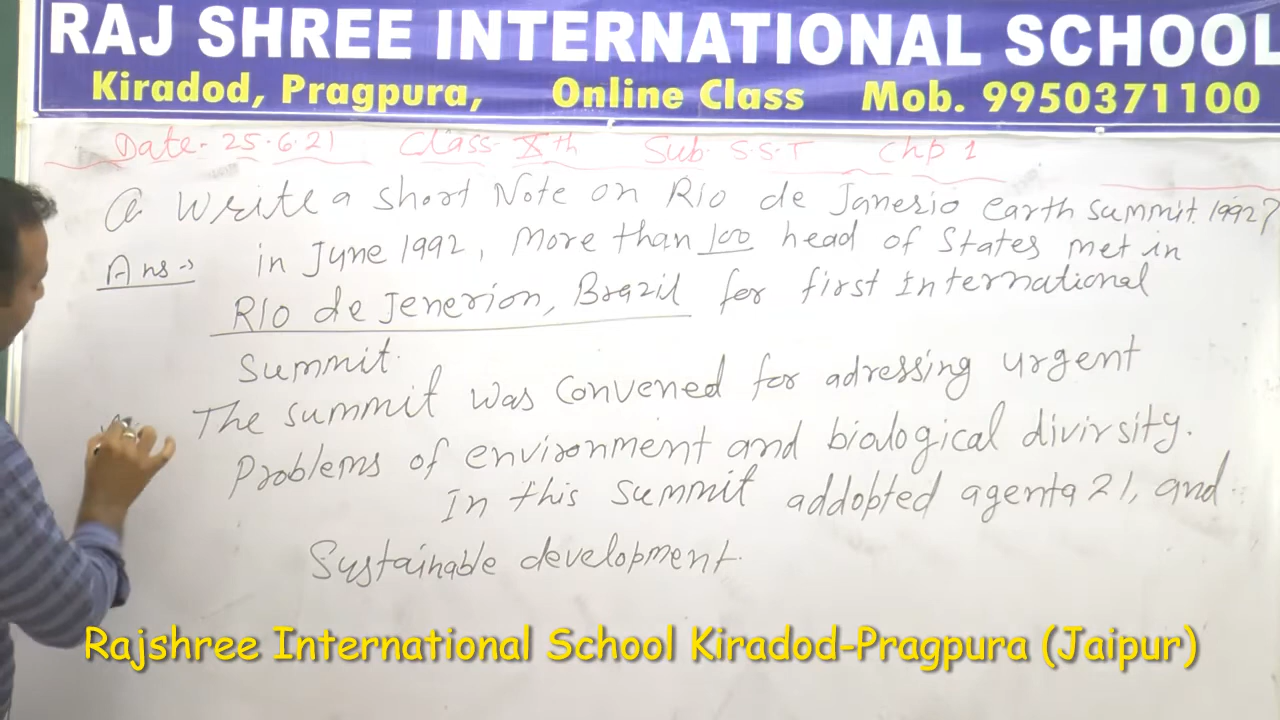 RAJ SHREE INTERNATIONAL SCHOOL
Kiradod, Pragpura, Online Class Mob. 9950371100
Date. 25.6.21 Class- Xth Sub. S.S.T Chp 1
Q Write a short Note on Rio de Janerio earth summit. 1992?
Ans-> in June 1992, More than 100 head of States met in
Rio de Jenerion, Brazil for first International
Summit.
The summit was convened for adressing urgent
Problems of environment and biological divirsity.
In this summit addopted agenta 21, and
Sustainable development.
Rajshree International School Kiradod-Pragpura (Jaipur)